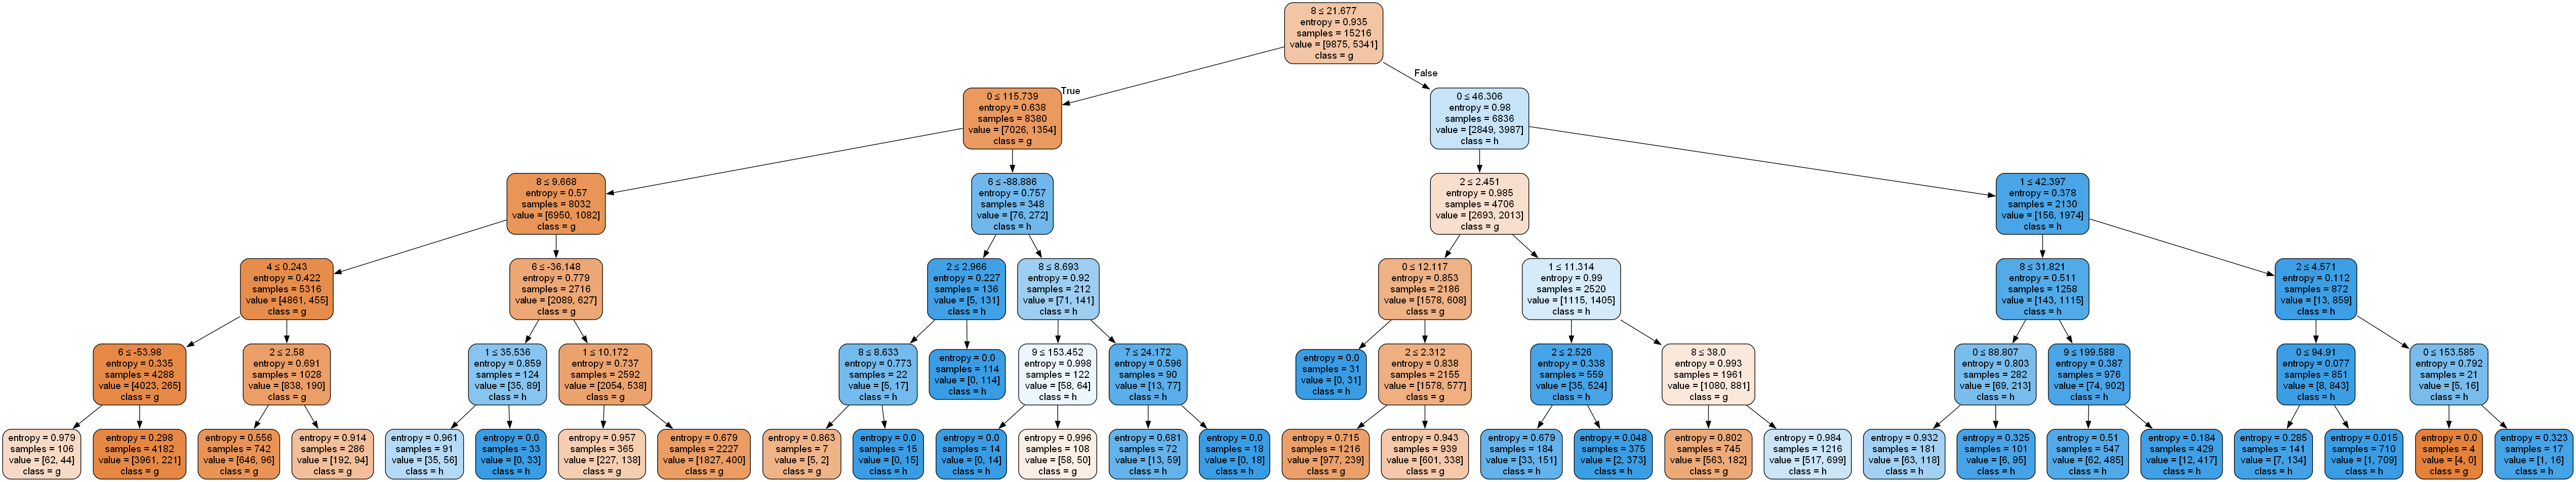 8 ≤ 21.677
entropy = 0.935
samples = 15216
value = [9875, 5341]
class = g
True
False
0 ≤ 115.739
entropy = 0.638
samples = 8380
value = [7026, 1354]
class = g
0 ≤ 46.306
entropy = 0.98
samples = 6836
value = [2849, 3987]
class = h
8 ≤ 9.668
entropy = 0.57
samples = 8032
value = [6950, 1082]
class = g
6 ≤ -88.886
entropy = 0.757
samples = 348
value = [76, 272]
class = h
2 ≤ 2.451
entropy = 0.985
samples = 4706
value = [2693, 2013]
class = g
1 ≤ 42.397
entropy = 0.378
samples = 2130
value = [156, 1974]
class = h
4 ≤ 0.243
entropy = 0.422
samples = 5316
value = [4861, 455]
class = g
6 ≤ -36.148
entropy = 0.779
samples = 2716
value = [2089, 627]
class = g
2 ≤ 2.966
entropy = 0.227
samples = 136
value = [5, 131]
class = h
8 ≤ 8.693
entropy = 0.92
samples = 212
value = [71, 141]
class = h
0 ≤ 12.117
entropy = 0.853
samples = 2186
value = [1578, 608]
class = g
1 ≤ 11.314
entropy = 0.99
samples = 2520
value = [1115, 1405]
class = h
8 ≤ 31.821
entropy = 0.511
samples = 1258
value = [143, 1115]
class = h
2 ≤ 4.571
entropy = 0.112
samples = 872
value = [13, 859]
class = h
6 ≤ -53.98
entropy = 0.335
samples = 4288
value = [4023, 265]
class = g
2 ≤ 2.58
entropy = 0.691
samples = 1028
value = [838, 190]
class = g
1 ≤ 35.536
entropy = 0.859
samples = 124
value = [35, 89]
class = h
1 ≤ 10.172
entropy = 0.737
samples = 2592
value = [2054, 538]
class = g
8 ≤ 8.633
entropy = 0.773
samples = 22
value = [5, 17]
class = h
entropy = 0.0
samples = 114
value = [0, 114]
class = h
9 ≤ 153.452
entropy = 0.998
samples = 122
value = [58, 64]
class = h
7 ≤ 24.172
entropy = 0.596
samples = 90
value = [13, 77]
class = h
entropy = 0.0
samples = 31
value = [0, 31]
class = h
2 ≤ 2.312
entropy = 0.838
samples = 2155
value = [1578, 577]
class = g
2 ≤ 2.526
entropy = 0.338
samples = 559
value = [35, 524]
class = h
8 ≤ 38.0
entropy = 0.993
samples = 1961
value = [1080, 881]
class = g
0 ≤ 88.807
entropy = 0.803
samples = 282
value = [69, 213]
class = h
9 ≤ 199.588
entropy = 0.387
samples = 976
value = [74, 902]
class = h
0 ≤ 94.91
entropy = 0.077
samples = 851
value = [8, 843]
class = h
0 ≤ 153.585
entropy = 0.792
samples = 21
value = [5, 16]
class = h
entropy = 0.979
samples = 106
value = [62, 44]
class = g
entropy = 0.298
samples = 4182
value = [3961, 221]
class = g
entropy = 0.556
samples = 742
value = [646, 96]
class = g
entropy = 0.914
samples = 286
value = [192, 94]
class = g
entropy = 0.961
samples = 91
value = [35, 56]
class = h
entropy = 0.0
samples = 33
value = [0, 33]
class = h
entropy = 0.957
samples = 365
value = [227, 138]
class = g
entropy = 0.679
samples = 2227
value = [1827, 400]
class = g
entropy = 0.863
samples = 7
value = [5, 2]
class = g
entropy = 0.0
samples = 15
value = [0, 15]
class = h
entropy = 0.0
samples = 14
value = [0, 14]
class = h
entropy = 0.996
samples = 108
value = [58, 50]
class = g
entropy = 0.681
samples = 72
value = [13, 59]
class = h
entropy = 0.0
samples = 18
value = [0, 18]
class = h
entropy = 0.715
samples = 1216
value = [977, 239]
class = g
entropy = 0.943
samples = 939
value = [601, 338]
class = g
entropy = 0.679
samples = 184
value = [33, 151]
class = h
entropy = 0.048
samples = 375
value = [2, 373]
class = h
entropy = 0.802
samples = 745
value = [563, 182]
class = g
entropy = 0.984
samples = 1216
value = [517, 699]
class = h
entropy = 0.932
samples = 181
value = [63, 118]
class = h
entropy = 0.325
samples = 101
value = [6, 95]
class = h
entropy = 0.51
samples = 547
value = [62, 485]
class = h
entropy = 0.184
samples = 429
value = [12, 417]
class = h
entropy = 0.285
samples = 141
value = [7, 134]
class = h
entropy = 0.015
samples = 710
value = [1, 709]
class = h
entropy = 0.0
samples = 4
value = [4, 0]
class = g
entropy = 0.323
samples = 17
value = [1, 16]
class = h